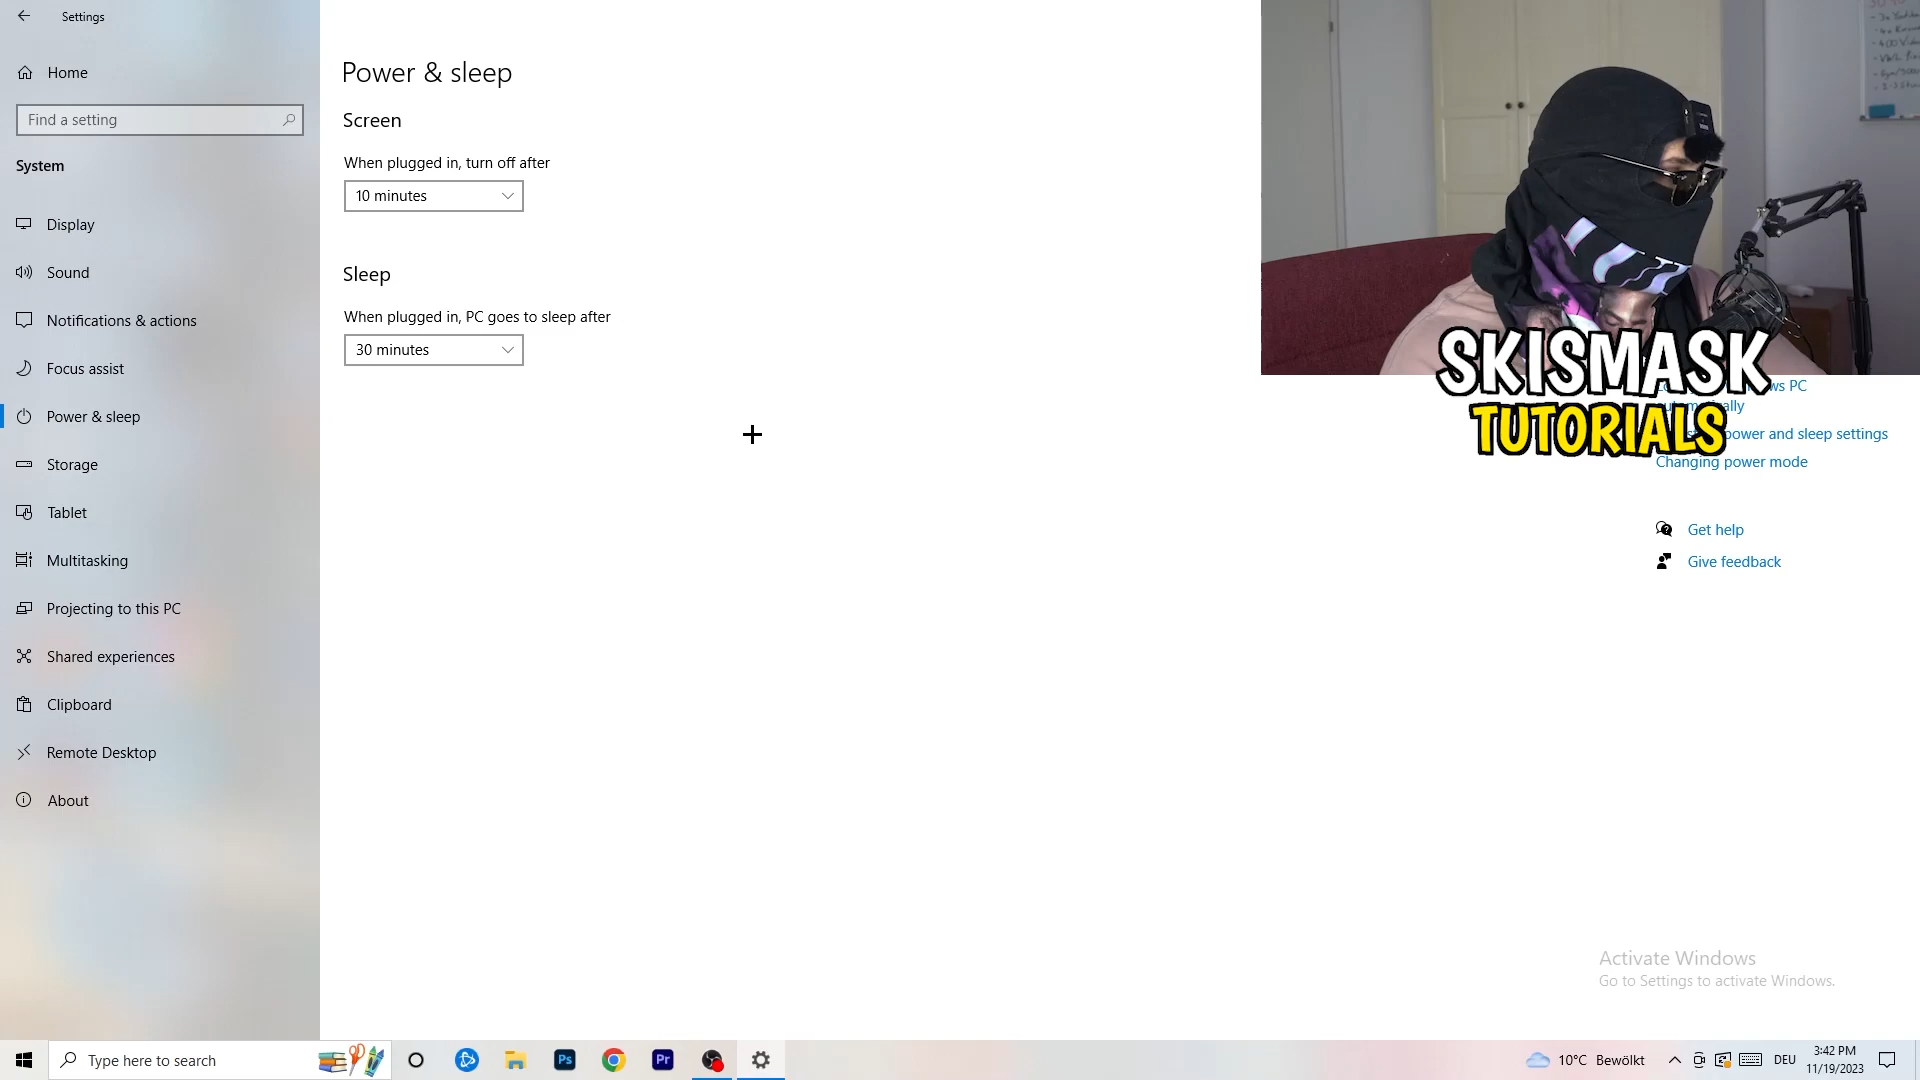 Settings
Home
Find a setting
System
Display
Sound
Notifications & actions
Focus assist
Power & sleep
Storage
Tablet
Multitasking
Projecting to this PC
Shared experiences
Clipboard
Remote Desktop
About
Power & sleep
Screen
When plugged in, turn off after
10 minutes
Sleep
When plugged in, PC goes to sleep after
30 minutes
SKISMASK
TUTORIALS
PC
power and sleep settings
Changing power mode
Get help
Give feedback
Activate Windows
Go to Settings to activate Windows.
Type here to search
Ps
Pr
10°C Bewölkt
DEU
3:42 PM
11/19/2023